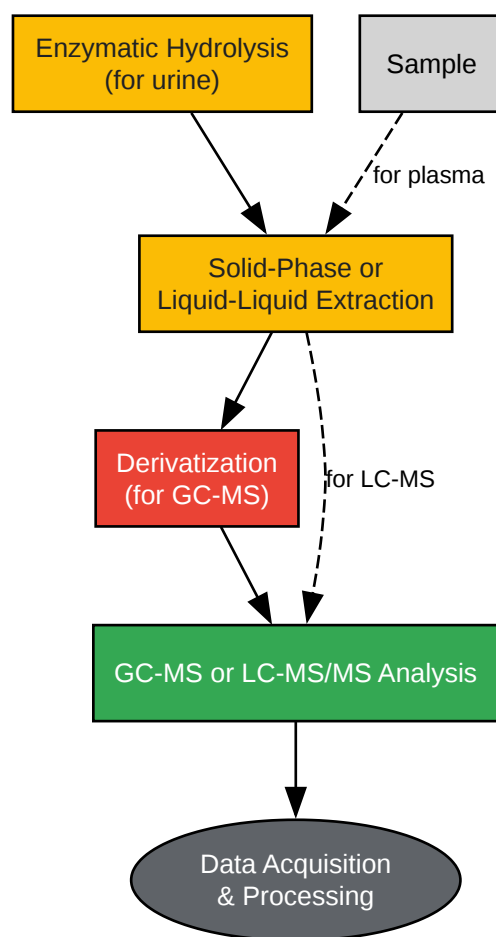 Enzymatic Hydrolysis
(for urine)
Sample
for plasma
Solid-Phase or
Liquid-Liquid Extraction
Derivatization
(for GC-MS)
for LC-MS
GC-MS or LC-MS/MS Analysis
Data Acquisition
& Processing